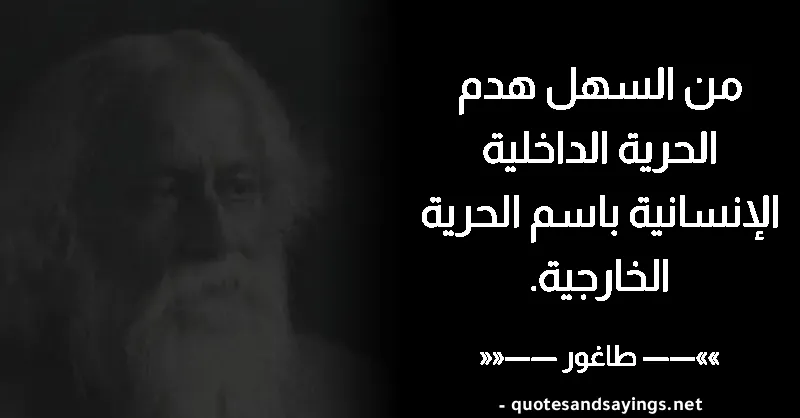 من السهل هدم
الحرية الداخلية
الإنسانية باسم الحرية
الخارجية.
»»—— طاغور ——««
- quotesandsayings.net